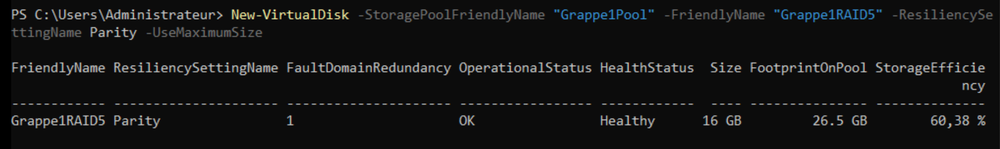 PS C:\Users\Administrateur> New-VirtualDisk -StoragePoolFriendlyName "Grappe1Pool" -FriendlyName "Grappe1RAID5" -ResiliencySe
ttingName Parity -UseMaximumSize
FriendlyName ResiliencySettingName FaultDomainRedundancy OperationalStatus HealthStatus  Size FootprintOnPool StorageEfficie
ncy
------------ --------------------- --------------------- ----------------- ------------  ---- --------------- --------------
Grappe1RAID5 Parity                1                     OK                Healthy      16 GB         26.5 GB        60,38 %